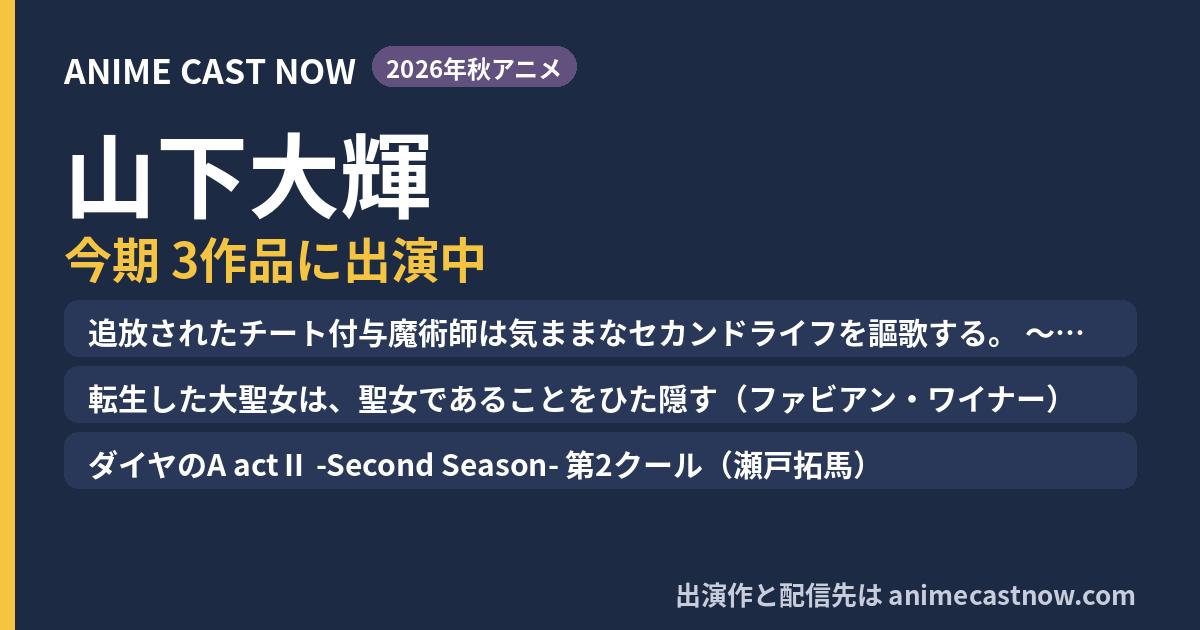 ANIME CAST NOW 2026年秋アニメ
山下大輝
今期 3作品に出演中
追放されたチート付与魔術師は気ままなセカンドライフを謳歌する。 〜…
転生した大聖女は、聖女であることをひた隠す（ファビアン・ワイナー）
ダイヤのA actⅡ -Second Season- 第2クール（瀬戸拓馬）
出演作と配信先は animecastnow.com